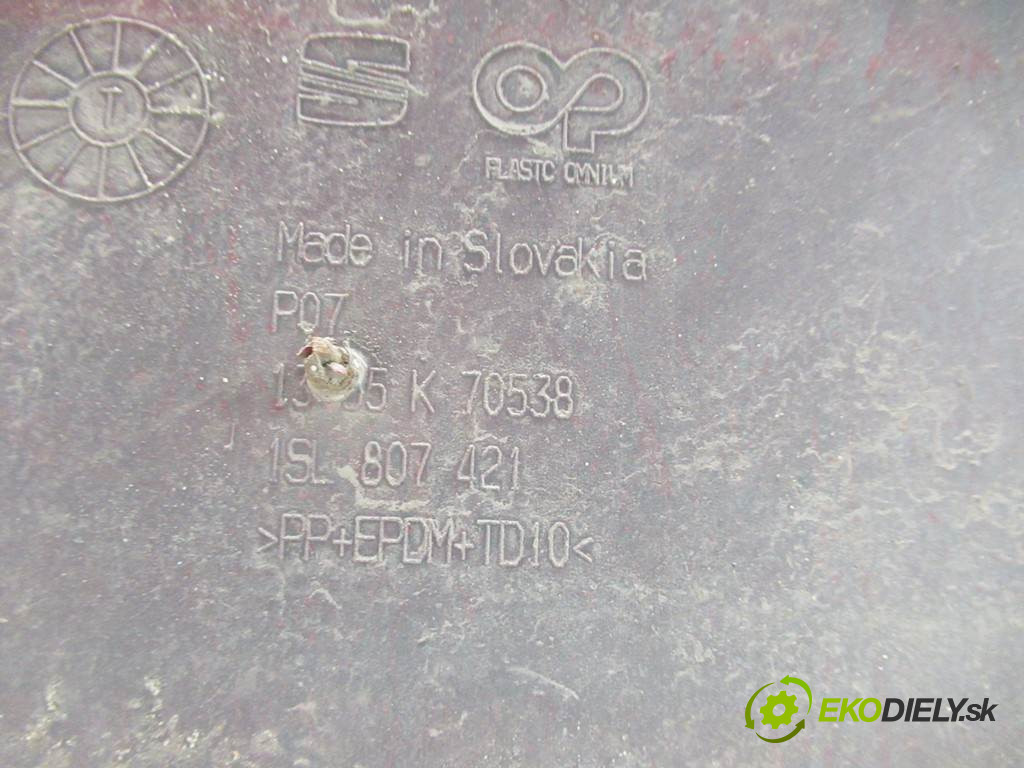 PLASTC OMNIUM
Made in Slovakia
P07
K 70538
1SL 807 421
>PP+EPDM+TD10<
EKODIELY.sk